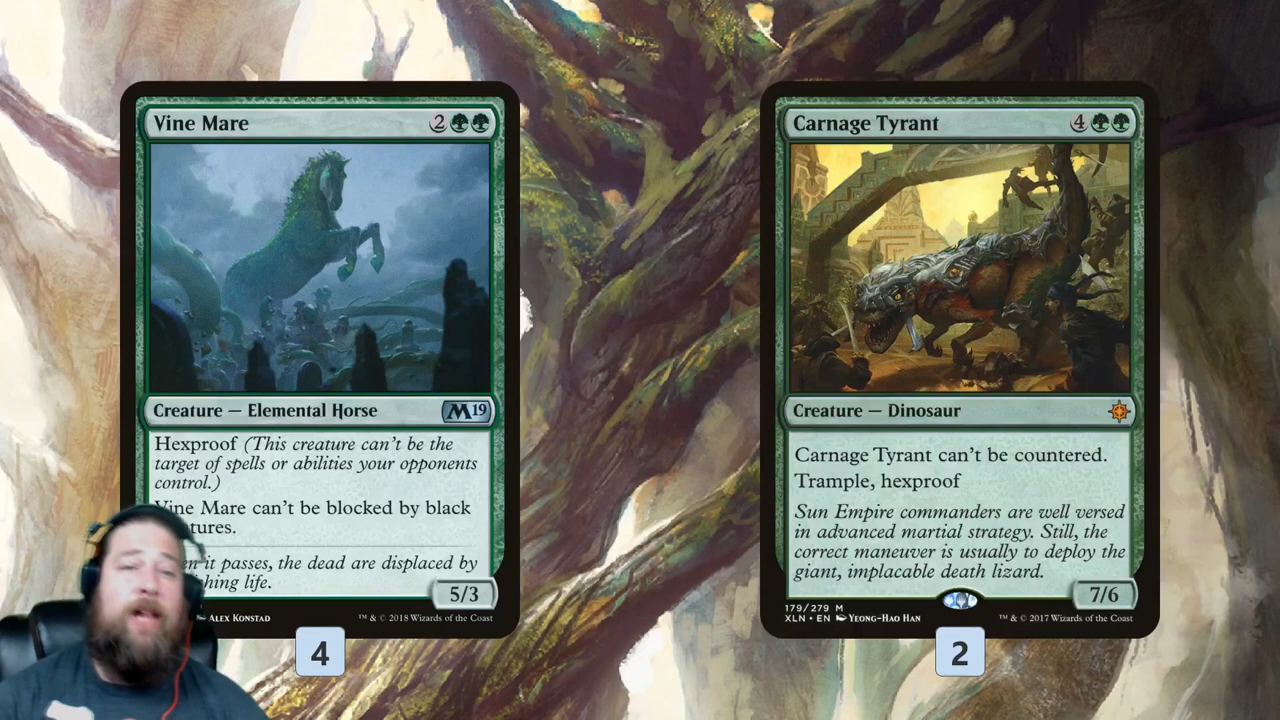 Vine Mare 2
Creature — Elemental Horse M19
Hexproof (This creature can't be the
target of spells or abilities your opponents
control.)
Vine Mare can't be blocked by black
it passes, the dead are displaced by
life.
5/3
ALEX KONSTAD ™ & © 2018 Wizards of the Coast
4
Carnage Tyrant 4
Creature — Dinosaur
Carnage Tyrant can't be countered.
Trample, hexproof
Sun Empire commanders are well versed
in advanced martial strategy. Still, the
correct maneuver is usually to deploy the
giant, implacable death lizard.
7/6
179/279 M
XLN • EN YEONG-HAO HAN ™ & © 2017 Wizards of the Coast
2